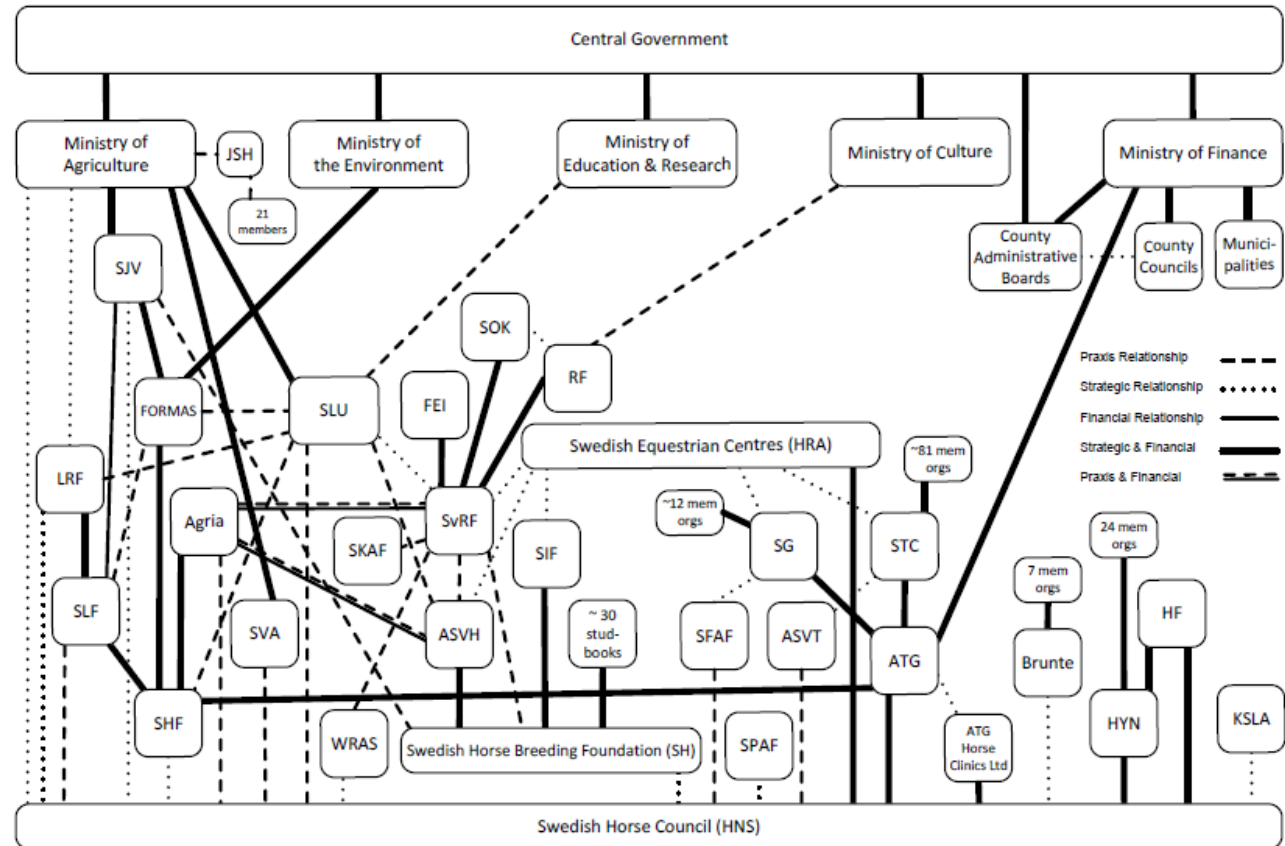 Central Government
Ministry of
Agriculture
JSH
Ministry of
the Environment
Ministry of
Education & Research
Ministry of Culture
Ministry of Finance
21
members
SJV
County
Administrative
Boards
County
Councils
Munici-
palities
SOK
RF
Praxis Relationship
Strategic Relationship
Financial Relationship
Strategic & Financial
Praxis & Financial
FORMAS
SLU
FEI
Swedish Equestrian Centres (HRA)
~81 mem
orgs
LRF
Agria
SvRF
SKAF
SIF
~12 mem
orgs
SG
STC
24 mem
orgs
7 mem
orgs
HF
SLF
SVA
ASVH
~ 30
stud-
books
SFAF
ASVT
ATG
Brunte
SHF
WRAS
Swedish Horse Breeding Foundation (SH)
SPAF
ATG
Horse
Clinics Ltd
HYN
KSLA
Swedish Horse Council (HNS)